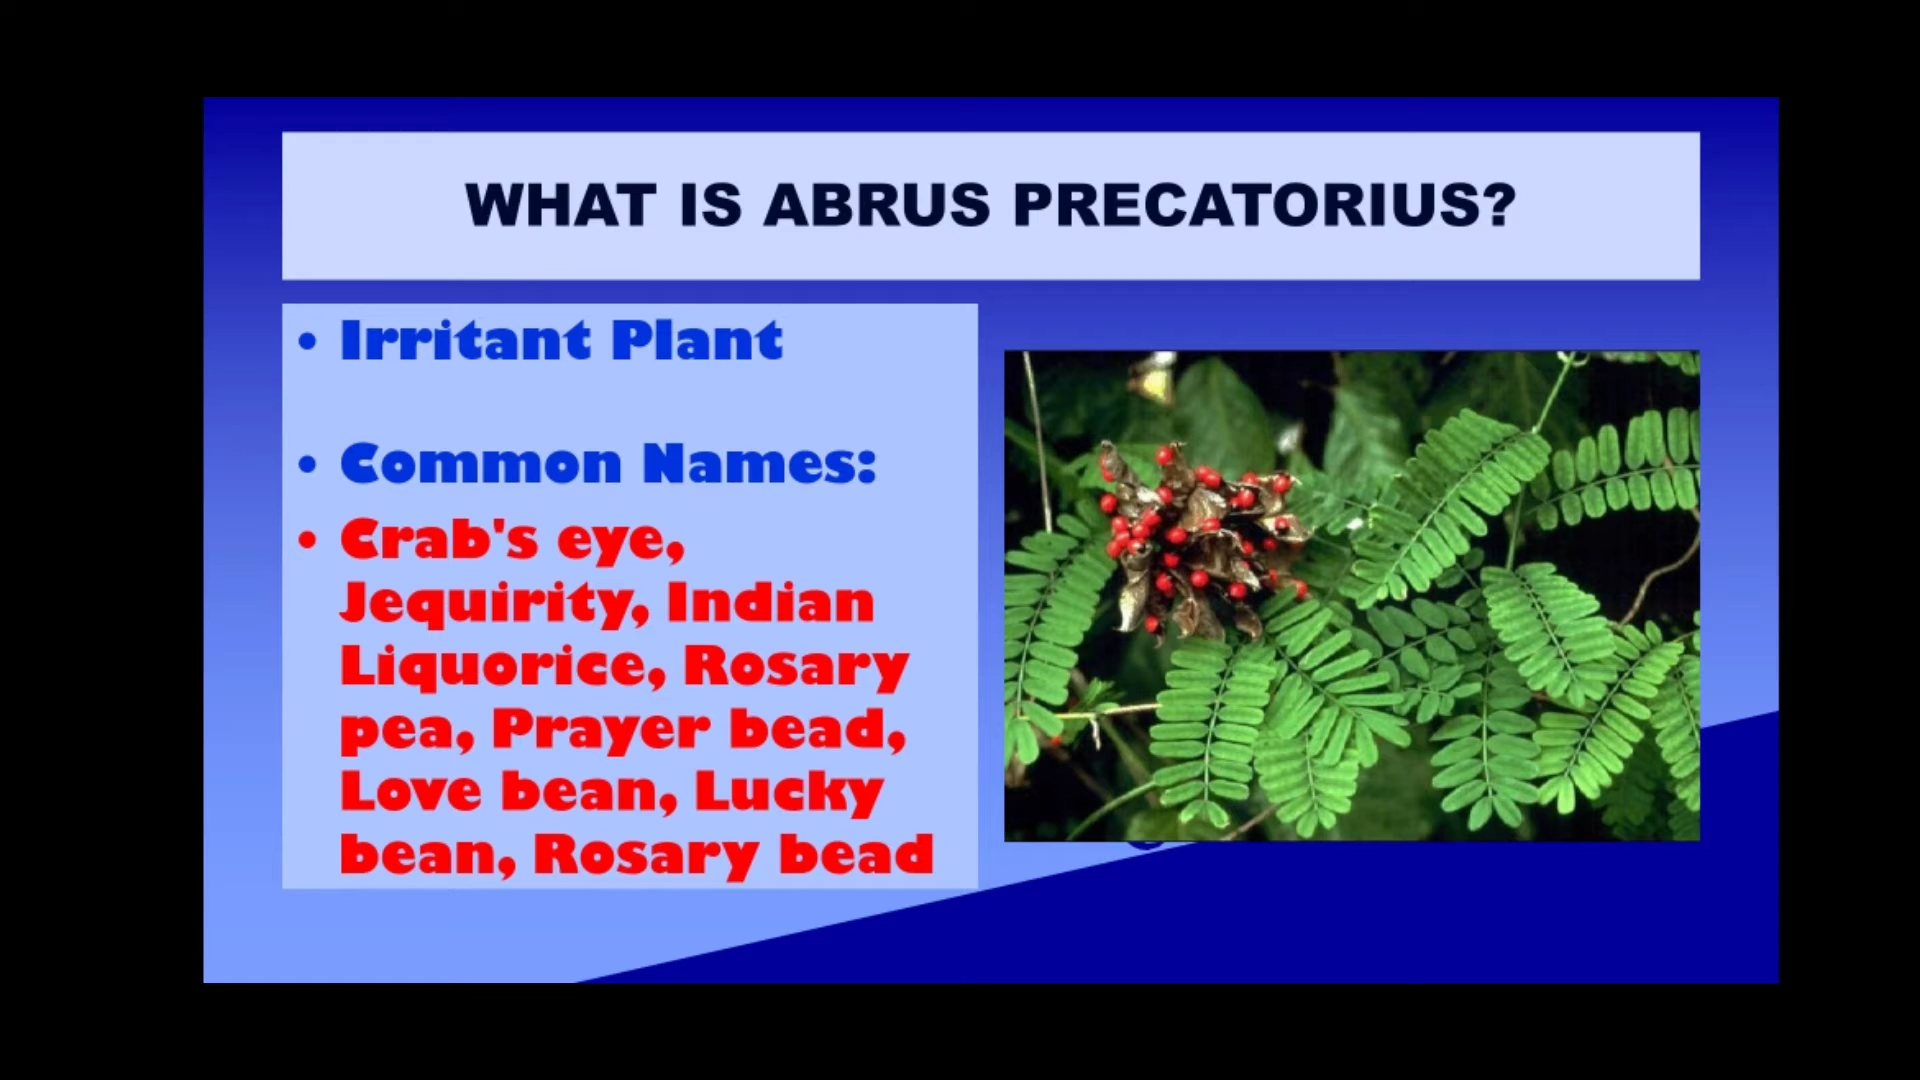 WHAT IS ABRUS PRECATORIUS?
• Irritant Plant
• Common Names:
• Crab's eye,
Jequirity, Indian
Liquorice, Rosary
pea, Prayer bead,
Love bean, Lucky
bean, Rosary bead